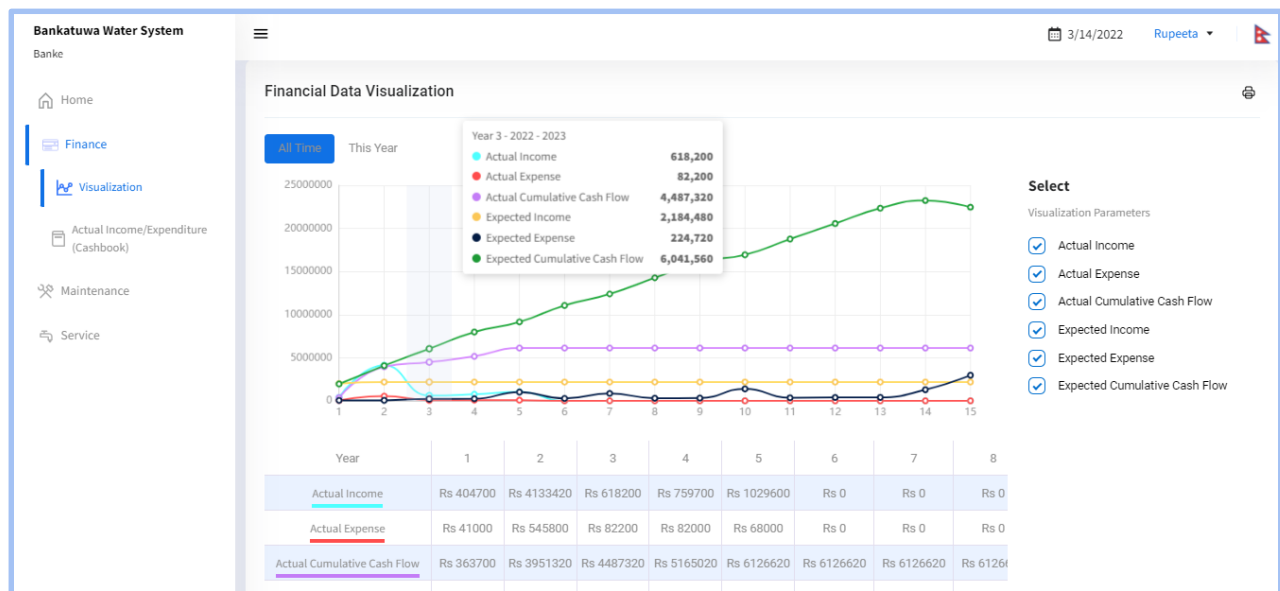 Bankatuwa Water System
Banke
3/14/2022 Rupeeta
Home
Finance
Visualization
Actual Income/Expenditure
(Cashbook)
Maintenance
Service
Financial Data Visualization
All Time This Year
Year 3 - 2022 - 2023
Actual Income 618,200
Actual Expense 82,200
Actual Cumulative Cash Flow 4,487,320
Expected Income 2,184,480
Expected Expense 224,720
Expected Cumulative Cash Flow 6,041,560
25000000
20000000
15000000
10000000
5000000
0
1 2 3 4 5 6 7 8 9 10 11 12 13 14 15
Select
Visualization Parameters
Actual Income
Actual Expense
Actual Cumulative Cash Flow
Expected Income
Expected Expense
Expected Cumulative Cash Flow
Year 1 2 3 4 5 6 7 8
Actual Income Rs 404700 Rs 4133420 Rs 618200 Rs 759700 Rs 1029600 Rs 0 Rs 0 Rs 0
Actual Expense Rs 41000 Rs 545800 Rs 82200 Rs 82000 Rs 68000 Rs 0 Rs 0 Rs 0
Actual Cumulative Cash Flow Rs 363700 Rs 3951320 Rs 4487320 Rs 5165020 Rs 6126620 Rs 6126620 Rs 6126620 Rs